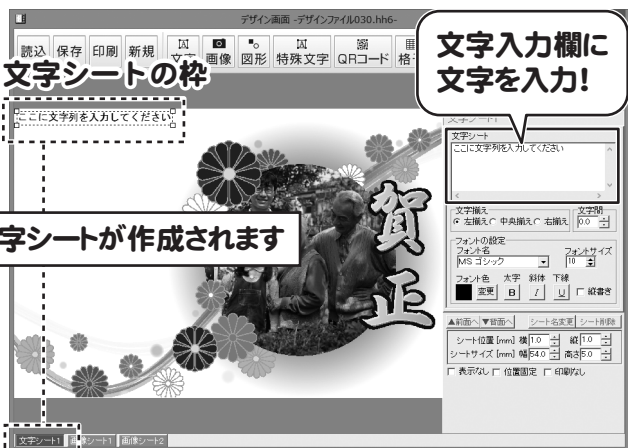 デザイン画面 -デザインファイル030.hh6-
読込 保存 印刷 新規 文字 画像 図形 特殊文字 QRコード
文字シートの枠
文字入力欄に
文字を入力!
ここに文字列を入力してください
文字シート-1
文字シート
ここに文字列を入力してください
文字揃え
左揃え 中央揃え 右揃え
文字間
0.0
字シートが作成されます
賀正
フォントの設定
フォント名 フォントサイズ
MS ゴシック 10
フォント色 太字 斜体 下線
変更 B I U 縦書き
▲前面へ ▼背面へ シート名変更 シート削除
シート位置 [mm] 横 1.0 縦 1.0
シートサイズ [mm] 幅 54.0 高さ 5.0
表示なし 位置固定 印刷なし
文字シート1 画像シート1 画像シート2